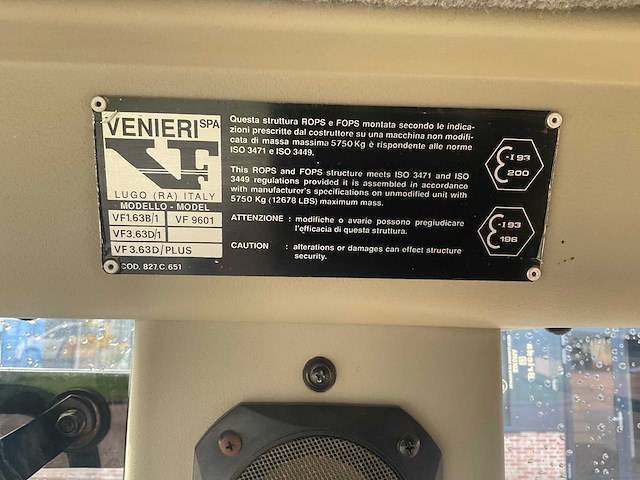 VENIERI SPA
VF
LUGO (RA) ITALY
MODELLO - MODEL
VF1.63B/1 VF 9601
VF3.63D/1
VF3.63D/PLUS
COD. 827.C.651
Questa struttura ROPS e FOPS montata secondo le indica-
zioni prescritte dal costruttore su una macchina non modifi-
cata di massa massima 5750 Kg è rispondente alle norme
ISO 3471 e ISO 3449.
This ROPS and FOPS structure meets ISO 3471 and ISO
3449 regulations provided it is assembled in accordance
with manufacturer's specifications on unmodified unit with
5750 Kg (12678 LBS) maximum mass.
ATTENZIONE : modifiche o avarie possono pregiudicare
l'efficacia di questa struttura.
CAUTION : alterations or damages can effect structure
security.
Ɛ-I 93
200
Ɛ-I 93
196